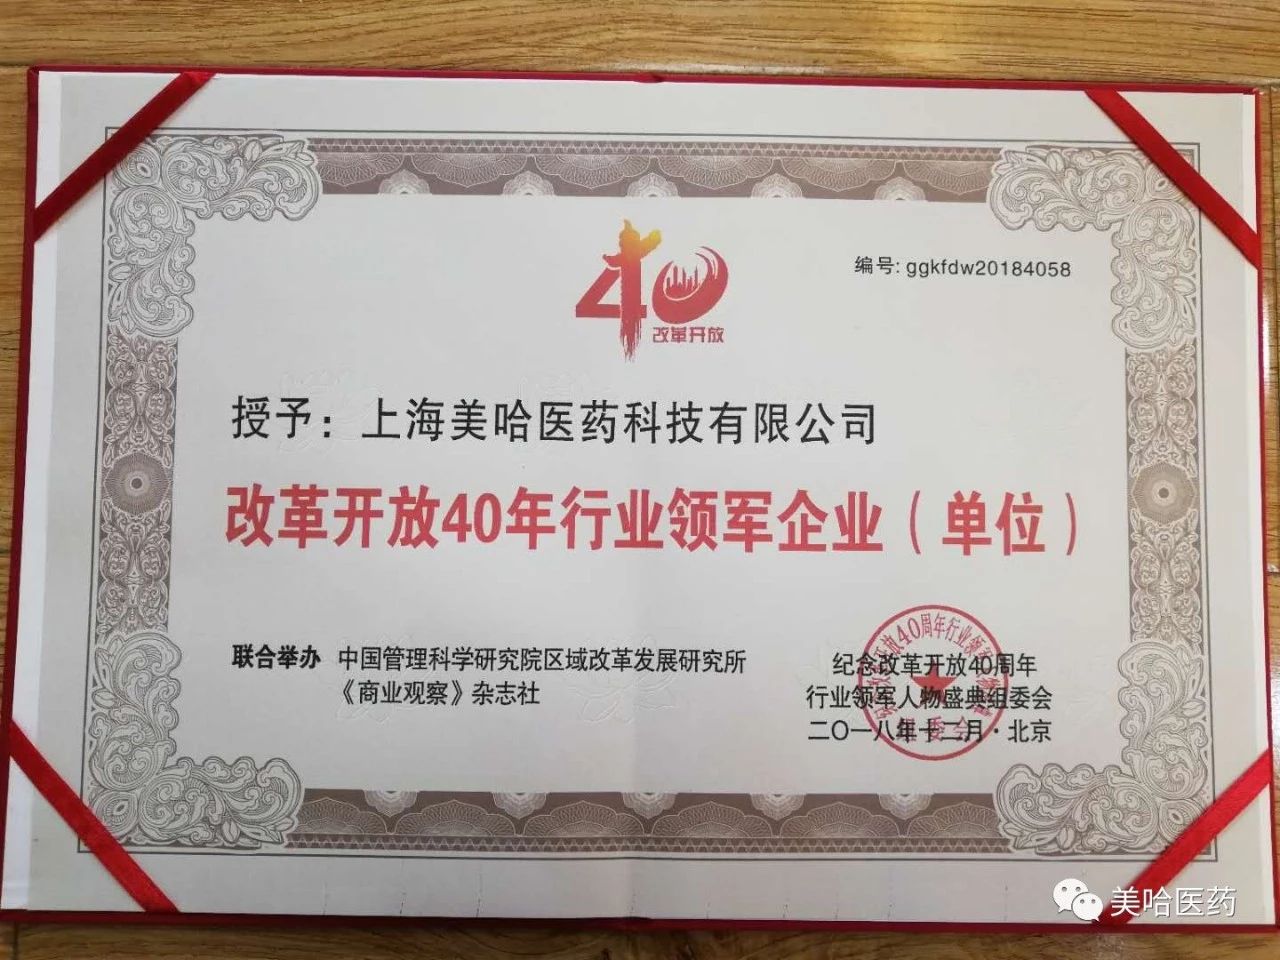 40
改革开放
编号: ggkfdw20184058
授予：上海美哈医药科技有限公司
改革开放40年行业领军企业（单位）
联合举办 中国管理科学研究院区域改革发展研究所
《商业观察》杂志社
纪念改革开放40周年
行业领军人物盛典组委会
二〇一八年十二月·北京
美哈医药